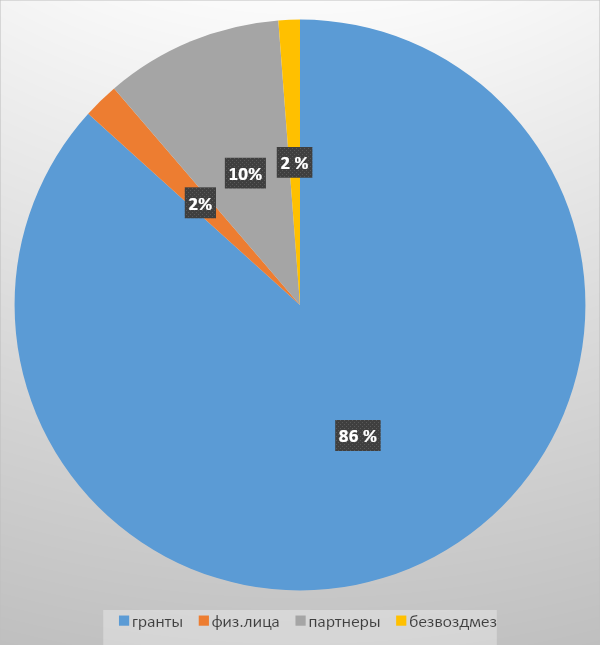 2 %
10%
2%
86 %
гранты физ.лица партнеры безвоздмез